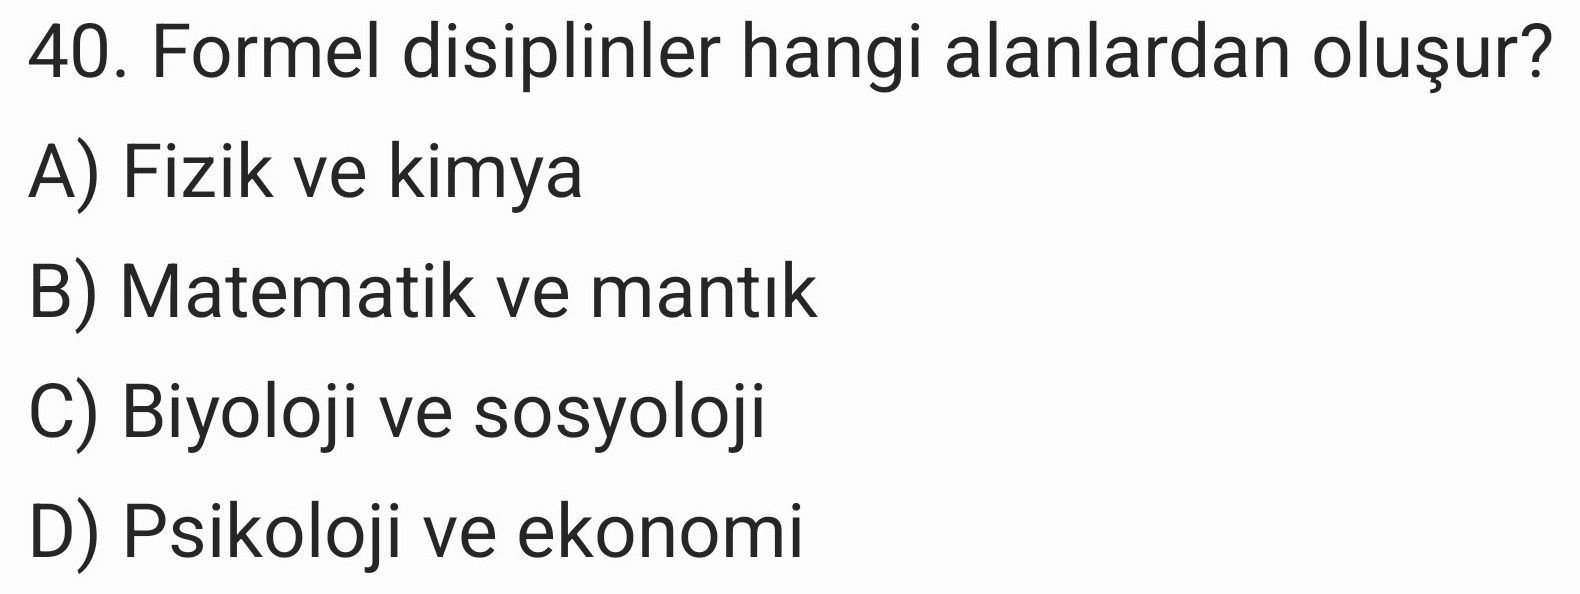 40. Formel disiplinler hangi alanlardan oluşur?
A) Fizik ve kimya
B) Matematik ve mantık
C) Biyoloji ve sosyoloji
D) Psikoloji ve ekonomi